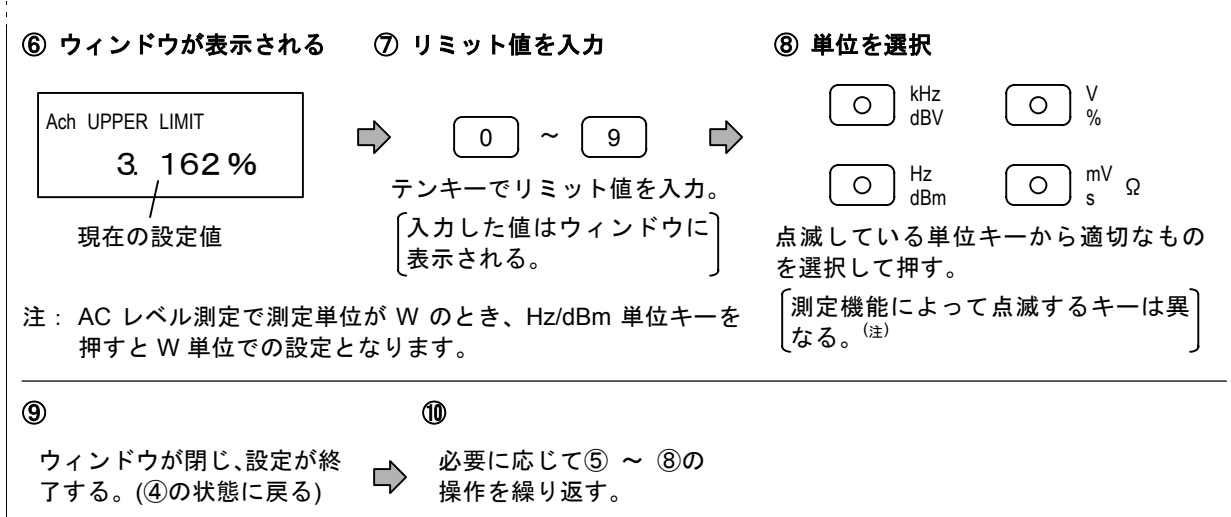 ⑥ ウィンドウが表示される
Ach UPPER LIMIT
3. 162 %
現在の設定値
⑦ リミット値を入力
0 ～ 9
テンキーでリミット値を入力。
入力した値はウィンドウに
表示される。
⑧ 単位を選択
kHz
dBV
V
%
Hz
dBm
mV
s
Ω
点滅している単位キーから適切なもの
を選択して押す。
測定機能によって点滅するキーは異
なる。(注)
注： AC レベル測定で測定単位が W のとき、Hz/dBm 単位キーを
押すと W 単位での設定となります。
⑨
ウィンドウが閉じ、設定が終
了する。(④の状態に戻る)
⑩
必要に応じて⑤ ～ ⑧の
操作を繰り返す。